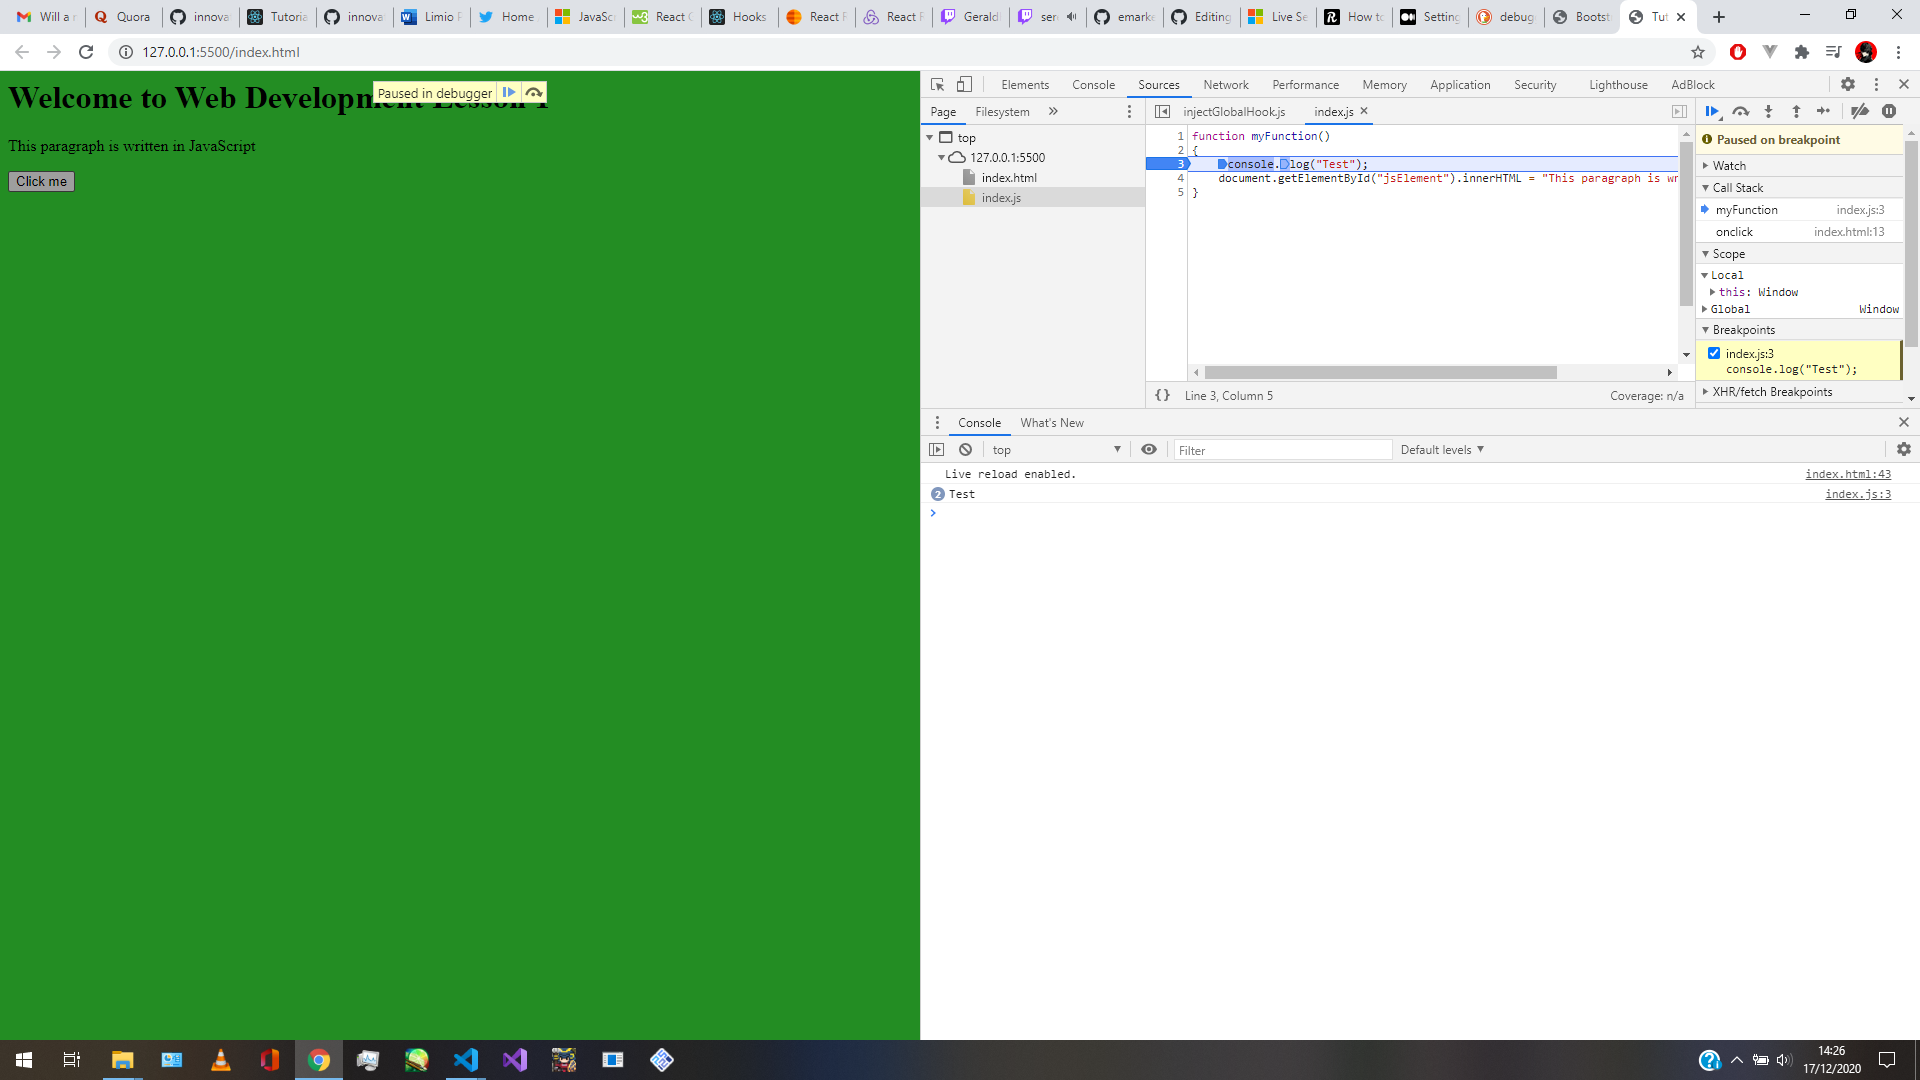 Will a r
Quora
innova
Tutoria
innova
Limio P
Home
JavaSc
React C
Hooks
React F
React F
Gerald
ser
emarke
Editing
Live Se
How to
Setting
debug
Boots
Tut
127.0.0.1:5500/index.html
Welcome to Web Development Lesson 1
Paused in debugger
This paragraph is written in JavaScript
Click me
Elements Console Sources Network Performance Memory Application Security Lighthouse AdBlock
Page Filesystem »
top
127.0.0.1:5500
index.html
index.js
injectGlobalHook.js index.js
1 function myFunction()
2 {
3 console.log("Test");
4 document.getElementById("jsElement").innerHTML = "This paragraph is wr
5 }
{} Line 3, Column 5 Coverage: n/a
Paused on breakpoint
Watch
Call Stack
myFunction index.js:3
onclick index.html:13
Scope
Local
this: Window
Global Window
Breakpoints
index.js:3
console.log("Test");
XHR/fetch Breakpoints
Console What's New
top Filter Default levels
Live reload enabled. index.html:43
2 Test index.js:3
14:26
17/12/2020